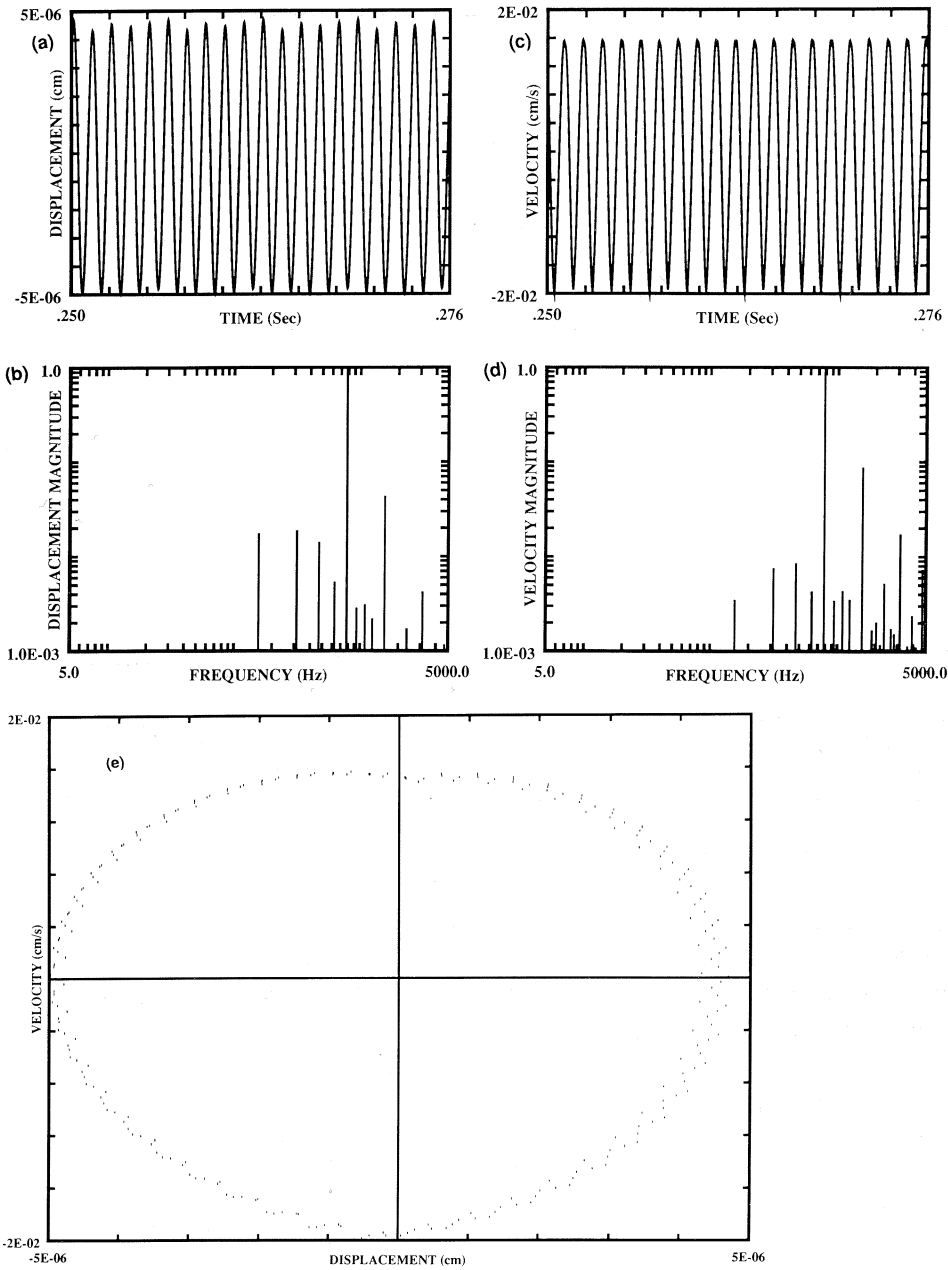 (a)
5E-06
DISPLACEMENT (cm)
-5E-06
.250
TIME (Sec)
.276
(c)
2E-02
VELOCITY (cm/s)
-2E-02
.250
TIME (Sec)
.276
(b)
1.0
DISPLACEMENT MAGNITUDE
1.0E-03
5.0
FREQUENCY (Hz)
5000.0
(d)
1.0
VELOCITY MAGNITUDE
1.0E-03
5.0
FREQUENCY (Hz)
5000.0
2E-02
(e)
VELOCITY (cm/s)
-2E-02
-5E-06
DISPLACEMENT (cm)
5E-06